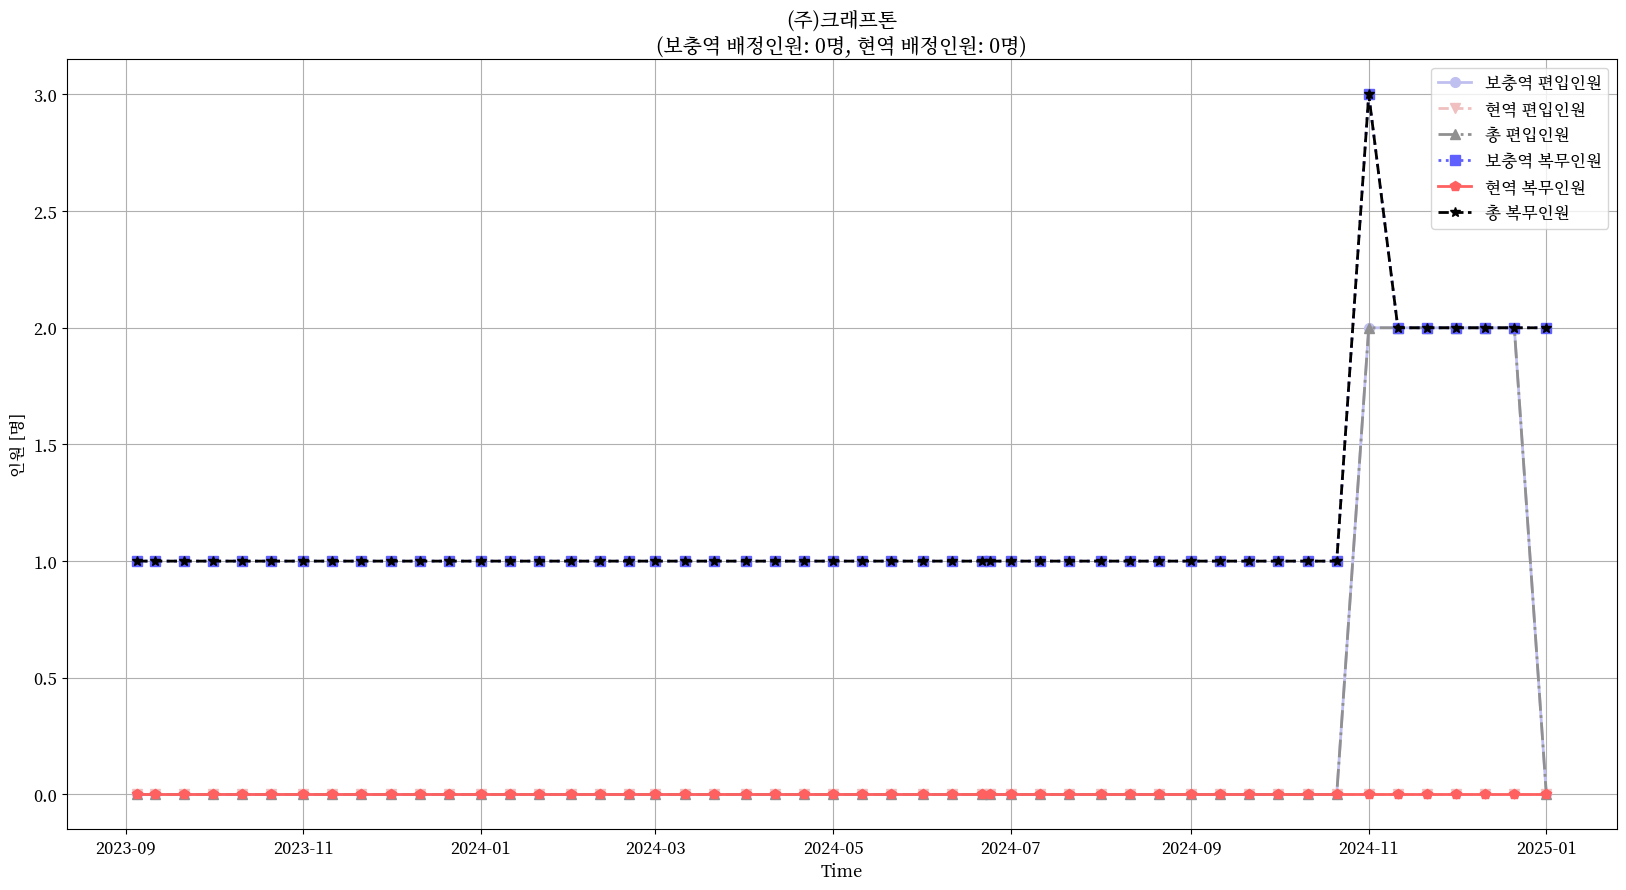 (주)크래프톤
(보충역 배정인원: 0명, 현역 배정인원: 0명)
보충역 편입인원
현역 편입인원
총 편입인원
보충역 복무인원
현역 복무인원
총 복무인원
인원 [명]
3.0
2.5
2.0
1.5
1.0
0.5
0.0
2023-09
2023-11
2024-01
2024-03
2024-05
2024-07
2024-09
2024-11
2025-01
Time